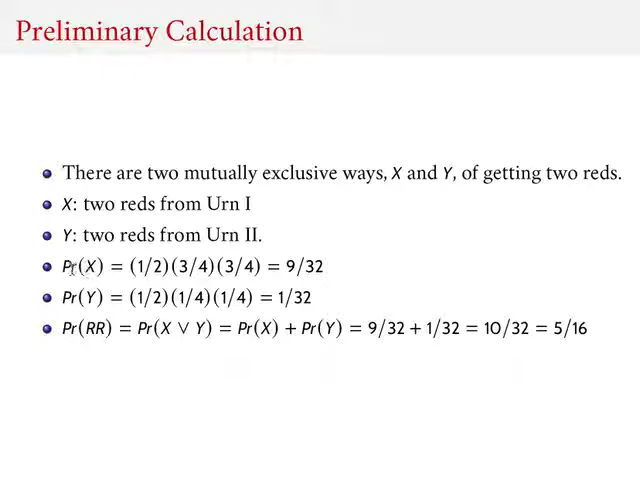 Preliminary Calculation
There are two mutually exclusive ways, X and Y, of getting two reds.
X: two reds from Urn I
Y: two reds from Urn II.
Pr(X) = (1/2)(3/4)(3/4) = 9/32
Pr(Y) = (1/2)(1/4)(1/4) = 1/32
Pr(RR) = Pr(X ∨ Y) = Pr(X) + Pr(Y) = 9/32 + 1/32 = 10/32 = 5/16